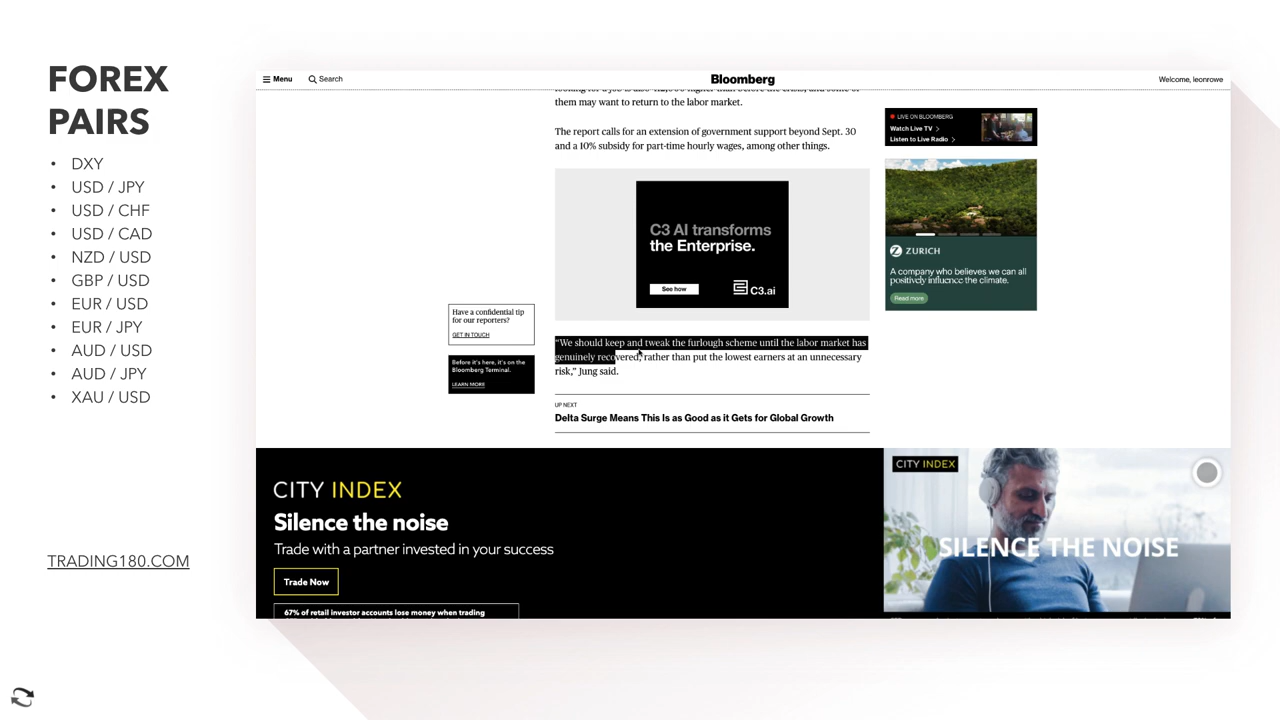 FOREX
PAIRS
• DXY
• USD / JPY
• USD / CHF
• USD / CAD
• NZD / USD
• GBP / USD
• EUR / USD
• EUR / JPY
• AUD / USD
• AUD / JPY
• XAU / USD
TRADING180.COM
Menu
Search
Bloomberg
Welcome, leonrowe
them may want to return to the labor market.
The report calls for an extension of government support beyond Sept. 30
and a 10% subsidy for part-time hourly wages, among other things.
C3 AI transforms
the Enterprise.
See how
C3.ai
Have a confidential tip
for our reporters?
GET IN TOUCH
Before it's here, it's on the
Bloomberg Terminal.
LEARN MORE
“We should keep and tweak the furlough scheme until the labor market has
genuinely recovered, rather than put the lowest earners at an unnecessary
risk,” Jung said.
UP NEXT
Delta Surge Means This Is as Good as it Gets for Global Growth
LIVE ON BLOOMBERG
Watch Live TV >
Listen to Live Radio >
ZURICH
A company who believes we can all
positively influence the climate.
Read more
CITY INDEX
Silence the noise
Trade with a partner invested in your success
Trade Now
67% of retail investor accounts lose money when trading
CITY INDEX
SILENCE THE NOISE